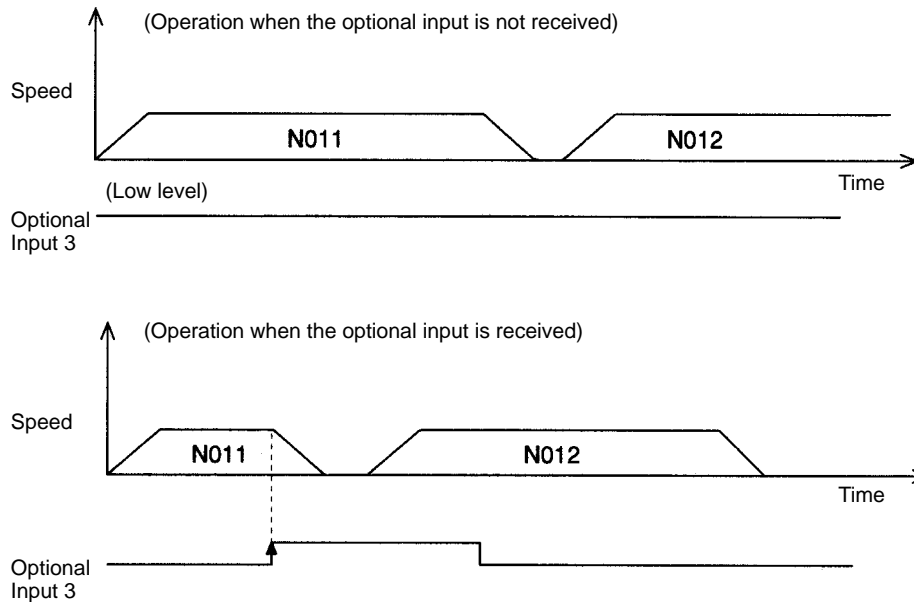 (Operation when the optional input is not received)
Speed
N011
N012
Time
(Low level)
Optional
Input 3
(Operation when the optional input is received)
Speed
N011
N012
Time
Optional
Input 3